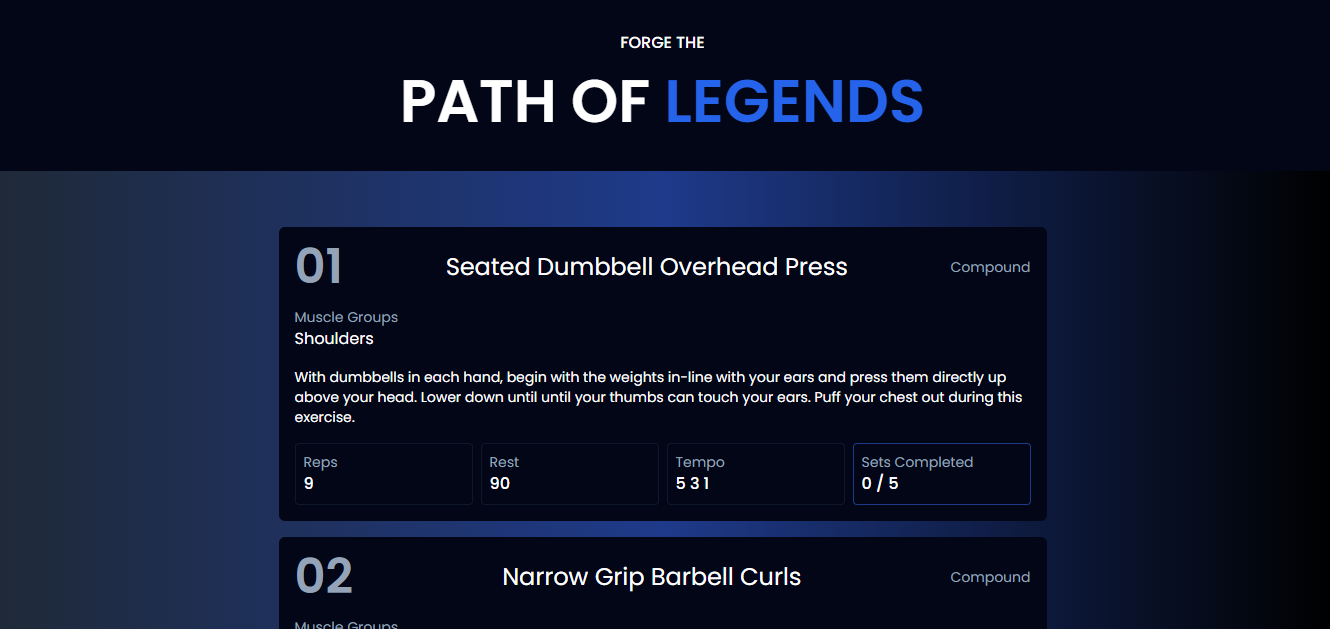 FORGE THE
PATH OF LEGENDS
01 Seated Dumbbell Overhead Press Compound
Muscle Groups
Shoulders
With dumbbells in each hand, begin with the weights in-line with your ears and press them directly up
above your head. Lower down until until your thumbs can touch your ears. Puff your chest out during this
exercise.
Reps Rest Tempo Sets Completed
9 90 5 3 1 0 / 5
02 Narrow Grip Barbell Curls Compound
Muscle Groups